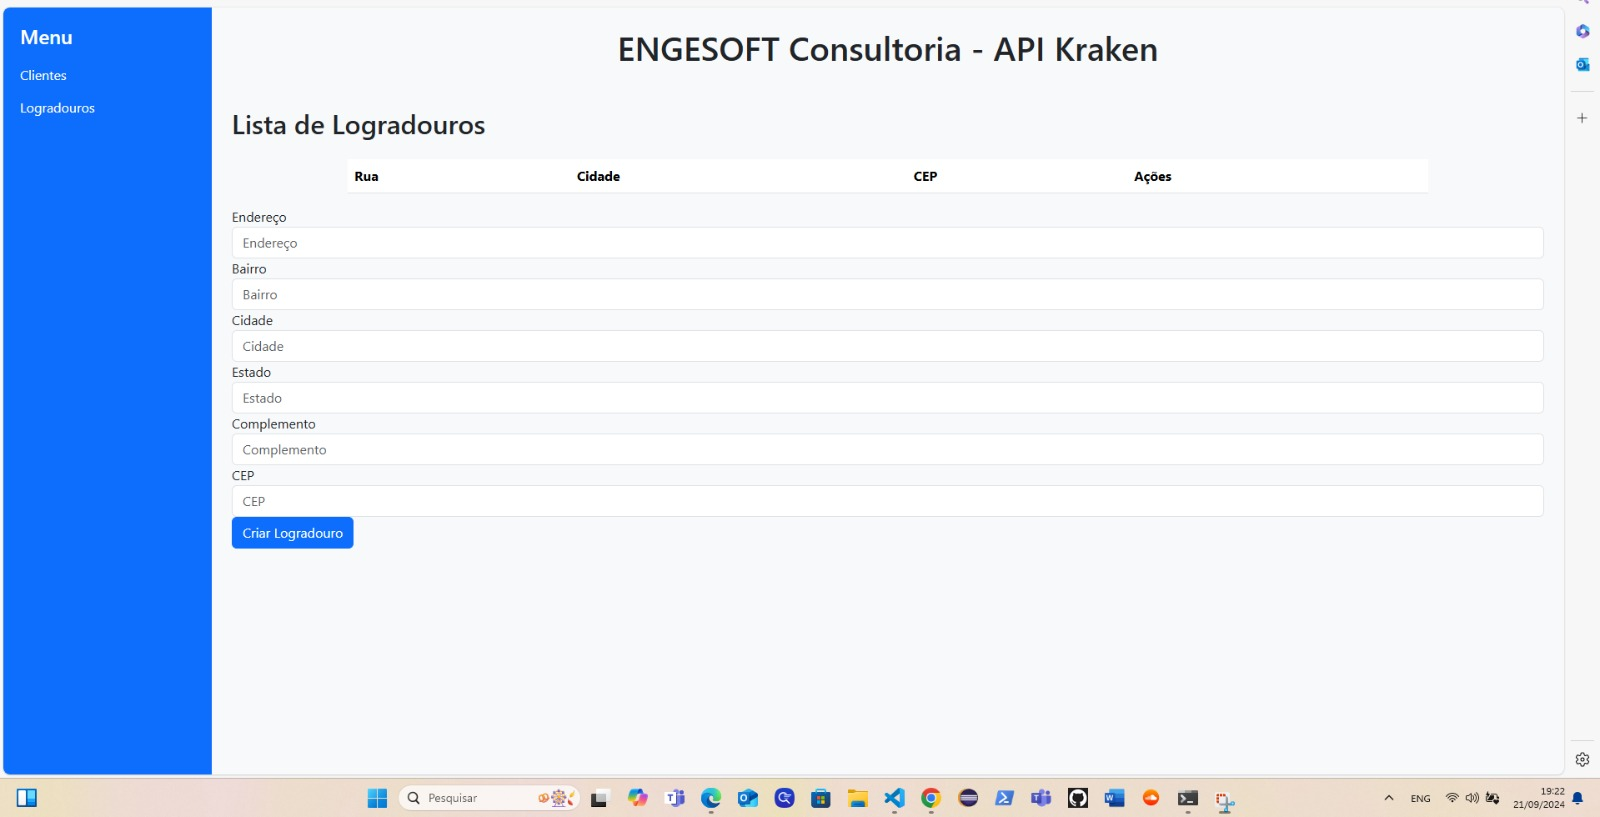 Menu
Clientes
Logradouros
ENGESOFT Consultoria - API Kraken
Lista de Logradouros
Rua Cidade CEP Ações
Endereço
Endereço
Bairro
Bairro
Cidade
Cidade
Estado
Estado
Complemento
Complemento
CEP
CEP
Criar Logradouro
Pesquisar
ENG
19:22
21/09/2024